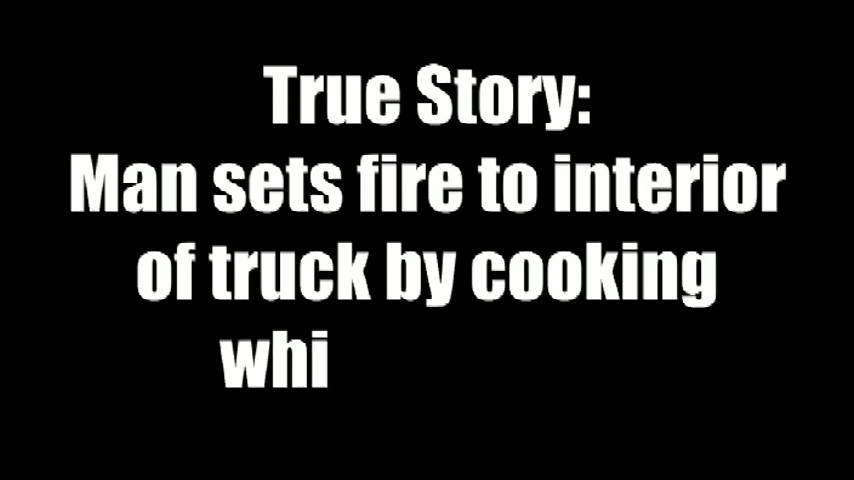 True Story:
Man sets fire to interior
of truck by cooking
whi